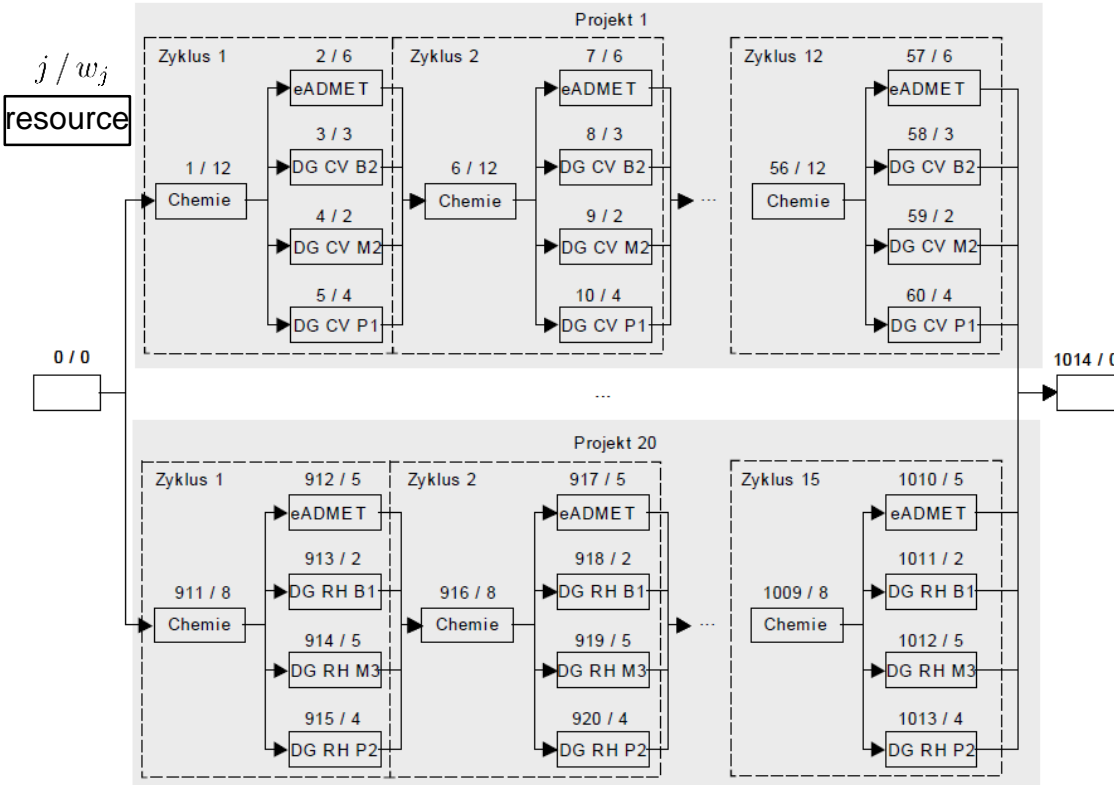 j / w_j
resource
0 / 0
Projekt 1
Zyklus 1
1 / 12
Chemie
2 / 6
eADMET
3 / 3
DG CV B2
4 / 2
DG CV M2
5 / 4
DG CV P1
Zyklus 2
6 / 12
Chemie
7 / 6
eADMET
8 / 3
DG CV B2
9 / 2
DG CV M2
10 / 4
DG CV P1
...
Zyklus 12
56 / 12
Chemie
57 / 6
eADMET
58 / 3
DG CV B2
59 / 2
DG CV M2
60 / 4
DG CV P1
...
Projekt 20
Zyklus 1
911 / 8
Chemie
912 / 5
eADMET
913 / 2
DG RH B1
914 / 5
DG RH M3
915 / 4
DG RH P2
Zyklus 2
916 / 8
Chemie
917 / 5
eADMET
918 / 2
DG RH B1
919 / 5
DG RH M3
920 / 4
DG RH P2
...
Zyklus 15
1009 / 8
Chemie
1010 / 5
eADMET
1011 / 2
DG RH B1
1012 / 5
DG RH M3
1013 / 4
DG RH P2
1014 / 0